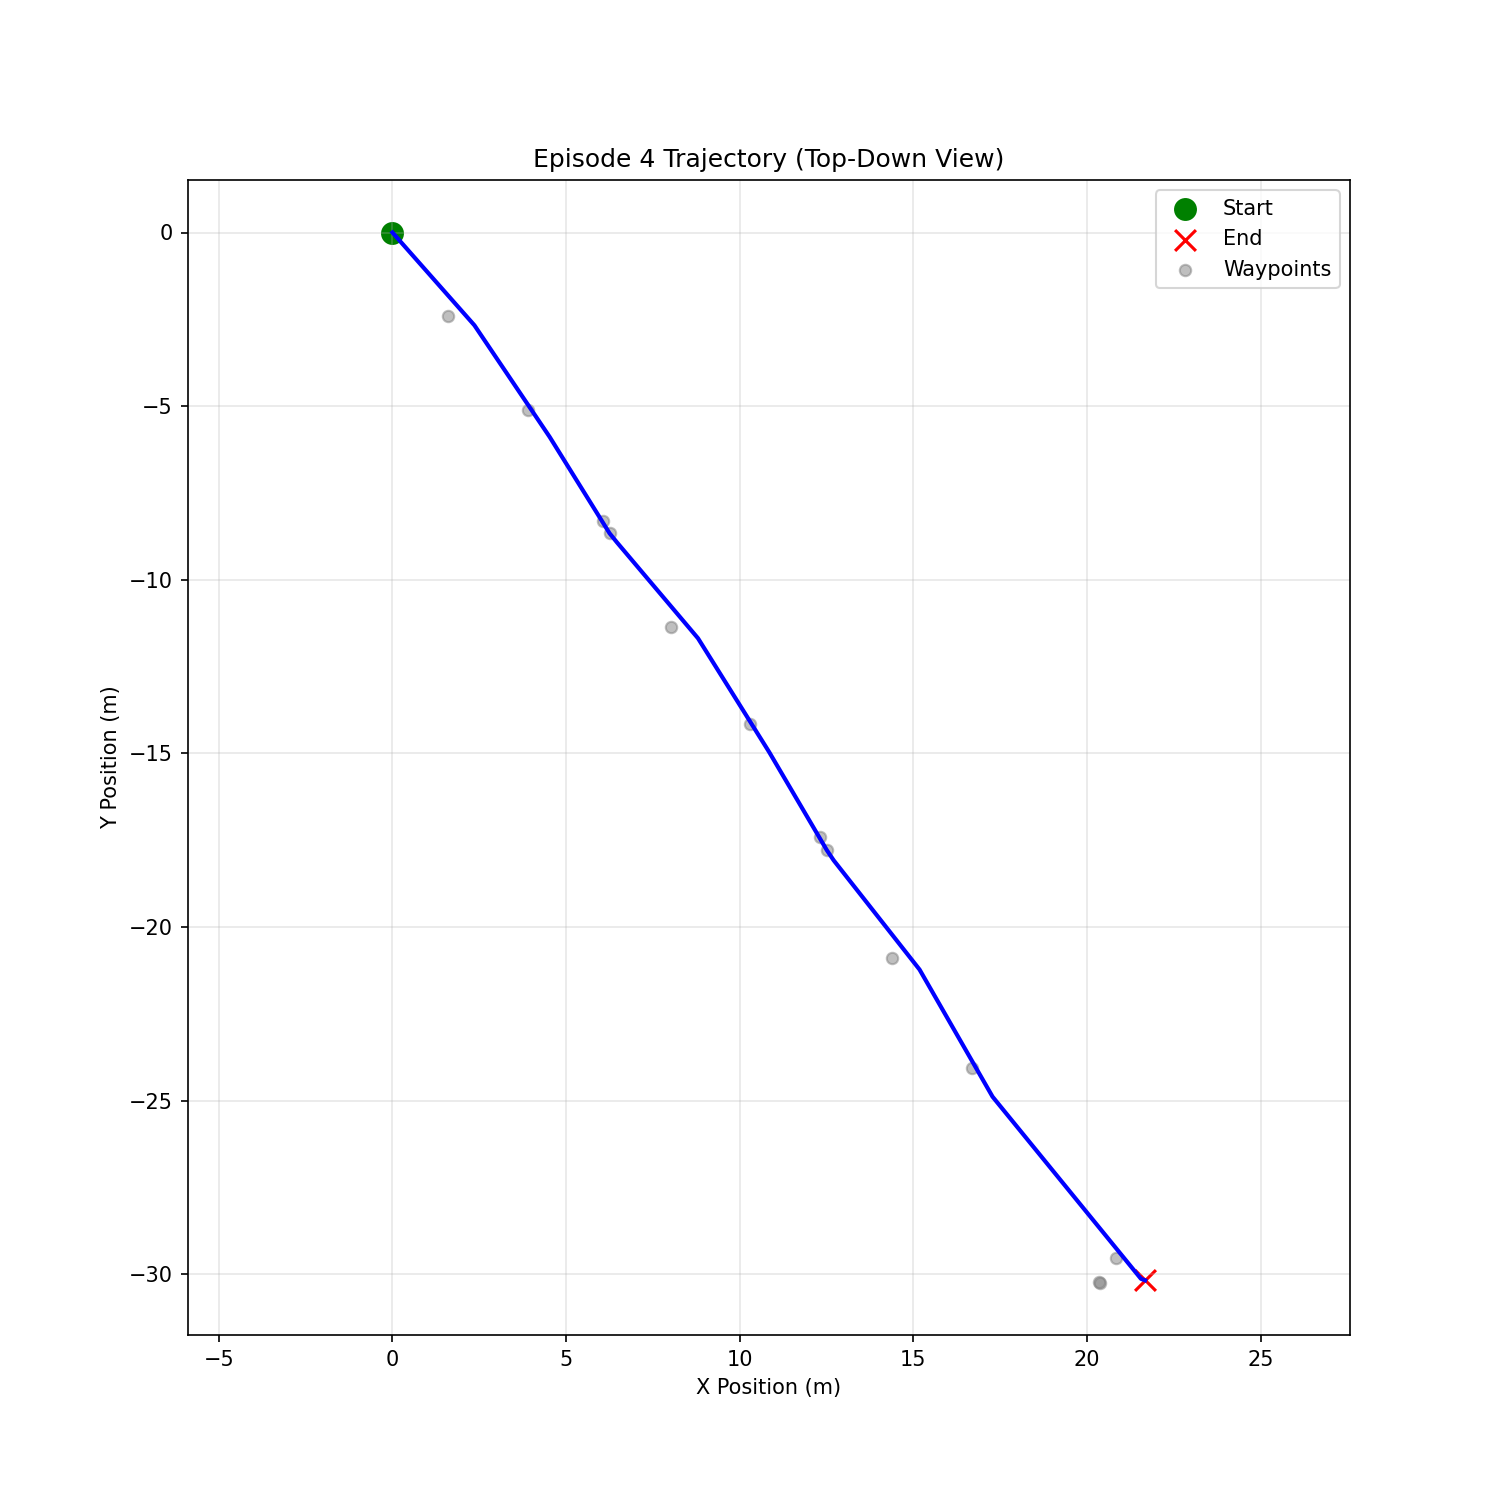 Episode 4 Trajectory (Top-Down View)
Start
End
Waypoints
0
−5
−10
−15
−20
−25
−30
Y Position (m)
−5 0 5 10 15 20 25
X Position (m)